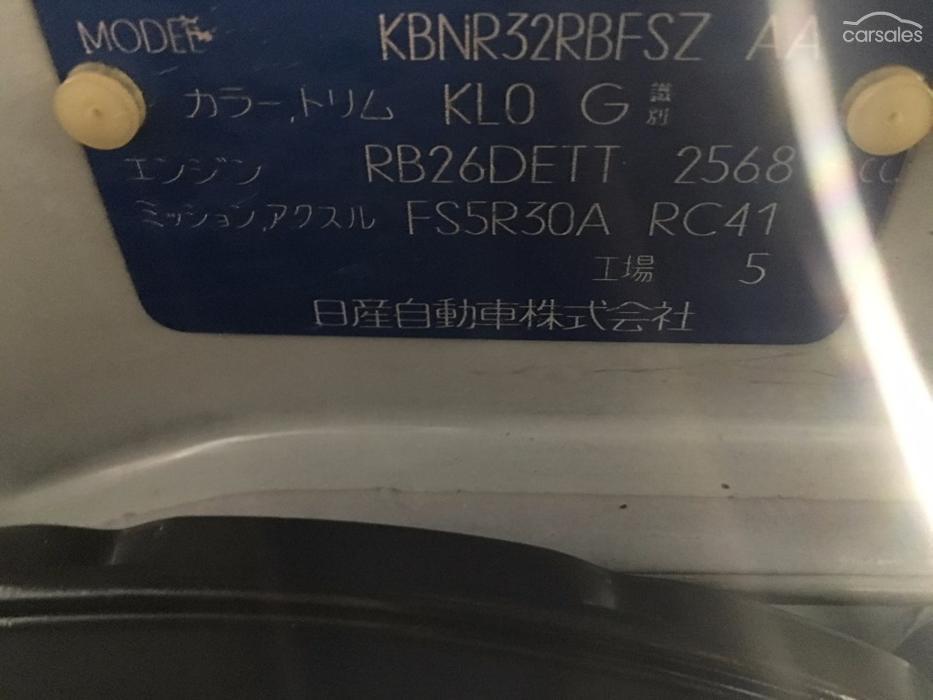 carsales
MODEL KBNR32RBFSZ AA
カラー,トリム KL0 G 識別
エンジン RB26DETT 2568 cc
ミッション,アクスル FS5R30A RC41
工場 5
日産自動車株式会社